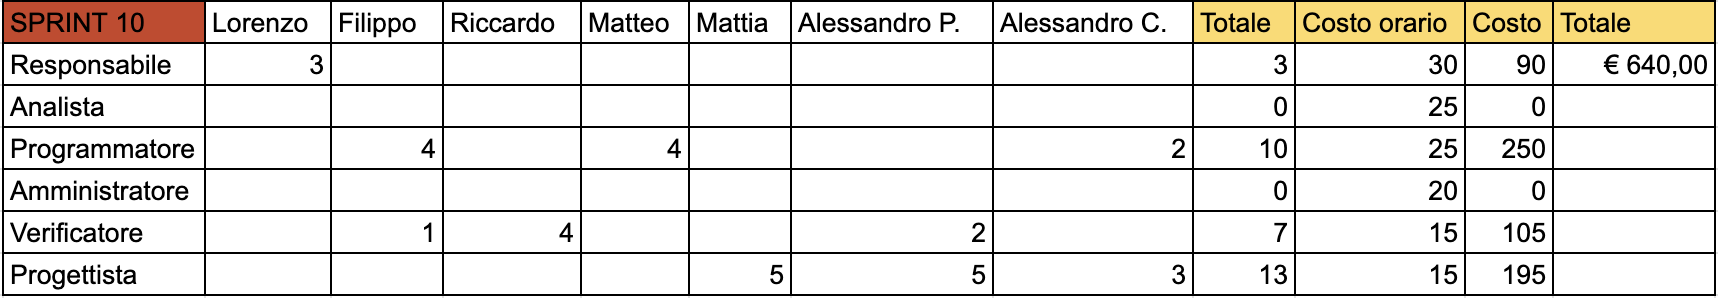 SPRINT 10 Lorenzo Filippo Riccardo Matteo Mattia Alessandro P. Alessandro C. Totale Costo orario Costo Totale
Responsabile 3 3 30 90 € 640,00
Analista 0 25 0
Programmatore 4 4 2 10 25 250
Amministratore 0 20 0
Verificatore 1 4 2 7 15 105
Progettista 5 5 3 13 15 195